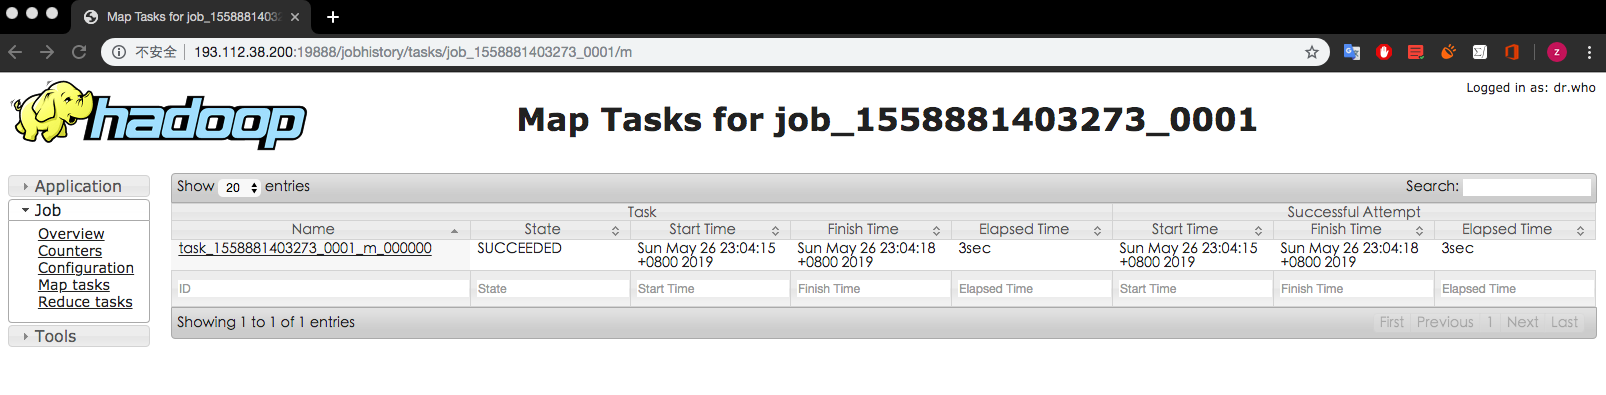 Map Tasks for job_1558881403
不安全 193.112.38.200:19888/jobhistory/tasks/job_1558881403273_0001/m
z
Logged in as: dr.who
hadoop
Map Tasks for job_1558881403273_0001
Application
Job
Overview
Counters
Configuration
Map tasks
Reduce tasks
Tools
Show 20 entries
Search:
Task Successful Attempt
Name State Start Time Finish Time Elapsed Time Start Time Finish Time Elapsed Time
task_1558881403273_0001_m_000000 SUCCEEDED Sun May 26 23:04:15 Sun May 26 23:04:18 3sec Sun May 26 23:04:15 Sun May 26 23:04:18 3sec
+0800 2019 +0800 2019 +0800 2019 +0800 2019
ID State Start Time Finish Time Elapsed Time Start Time Finish Time Elapsed Time
Showing 1 to 1 of 1 entries
First Previous 1 Next Last